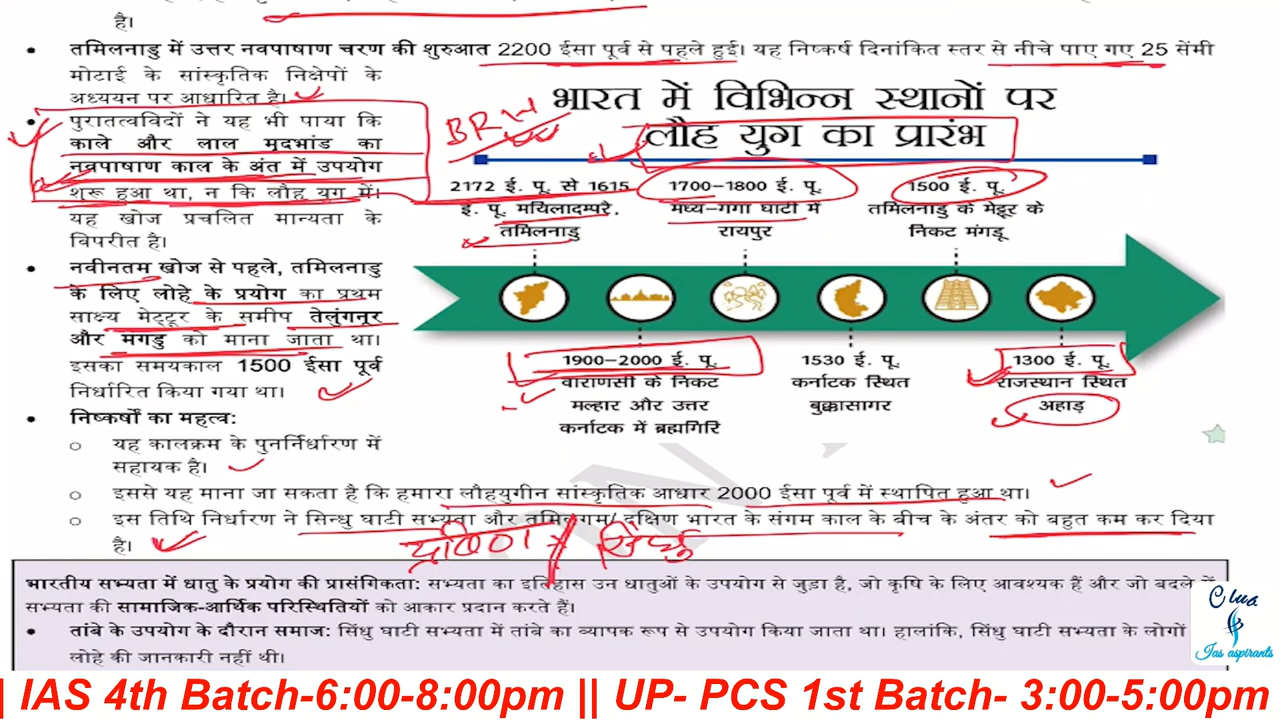 है।
• तमिलनाडु में उत्तर नवपाषाण चरण की शुरुआत 2200 ईसा पूर्व से पहले हुई। यह निष्कर्ष दिनांकित स्तर से नीचे पाए गए 25 सेंमी
मोटाई के सांस्कृतिक निक्षेपों के
अध्ययन पर आधारित है।
• पुरातत्वविदों ने यह भी पाया कि
काले और लाल मृदभांड का
नवपाषाण काल के अंत में उपयोग
शुरू हुआ था, न कि लौह युग में।
यह खोज प्रचलित मान्यता के
विपरीत है।
• नवीनतम खोज से पहले, तमिलनाडु
के लिए लोहे के प्रयोग का प्रथम
साक्ष्य मेट्टूर के समीप तेलुंगनूर
और मगडु को माना जाता था।
इसका समयकाल 1500 ईसा पूर्व
निर्धारित किया गया था।
• निष्कर्षों का महत्व:
भारत में विभिन्न स्थानों पर
लौह युग का प्रारंभ
BRW
2172 ई. पू. से 1615
ई. पू. मयिलादम्परै,
तमिलनाडु
1700-1800 ई. पू.
मध्य-गंगा घाटी में
रायपुर
1500 ई. पू.
तमिलनाडु के मेट्टूर के
निकट मंगडू
1900-2000 ई. पू.
वाराणसी के निकट
मल्हार और उत्तर
कर्नाटक में ब्रह्मगिरि
1530 ई. पू.
कर्नाटक स्थित
बुक्कासागर
1300 ई. पू.
राजस्थान स्थित
अहाड़
o यह कालक्रम के पुनर्निर्धारण में
सहायक है।
o इससे यह माना जा सकता है कि हमारा लौहयुगीन सांस्कृतिक आधार 2000 ईसा पूर्व में स्थापित हुआ था।
o इस तिथि निर्धारण ने सिन्धु घाटी सभ्यता और तमिलगम/ दक्षिण भारत के संगम काल के बीच के अंतर को बहुत कम कर दिया
है।
भारतीय सभ्यता में धातु के प्रयोग की प्रासंगिकता: सभ्यता का इतिहास उन धातुओं के उपयोग से जुड़ा है, जो कृषि के लिए आवश्यक हैं और जो बदले में
सभ्यता की सामाजिक-आर्थिक परिस्थितियों को आकार प्रदान करते हैं।
• तांबे के उपयोग के दौरान समाज: सिंधु घाटी सभ्यता में तांबे का व्यापक रूप से उपयोग किया जाता था। हालांकि, सिंधु घाटी सभ्यता के लोगों
लोहे की जानकारी नहीं थी।
Ias aspirants
| IAS 4th Batch-6:00-8:00pm || UP- PCS 1st Batch- 3:00-5:00pm